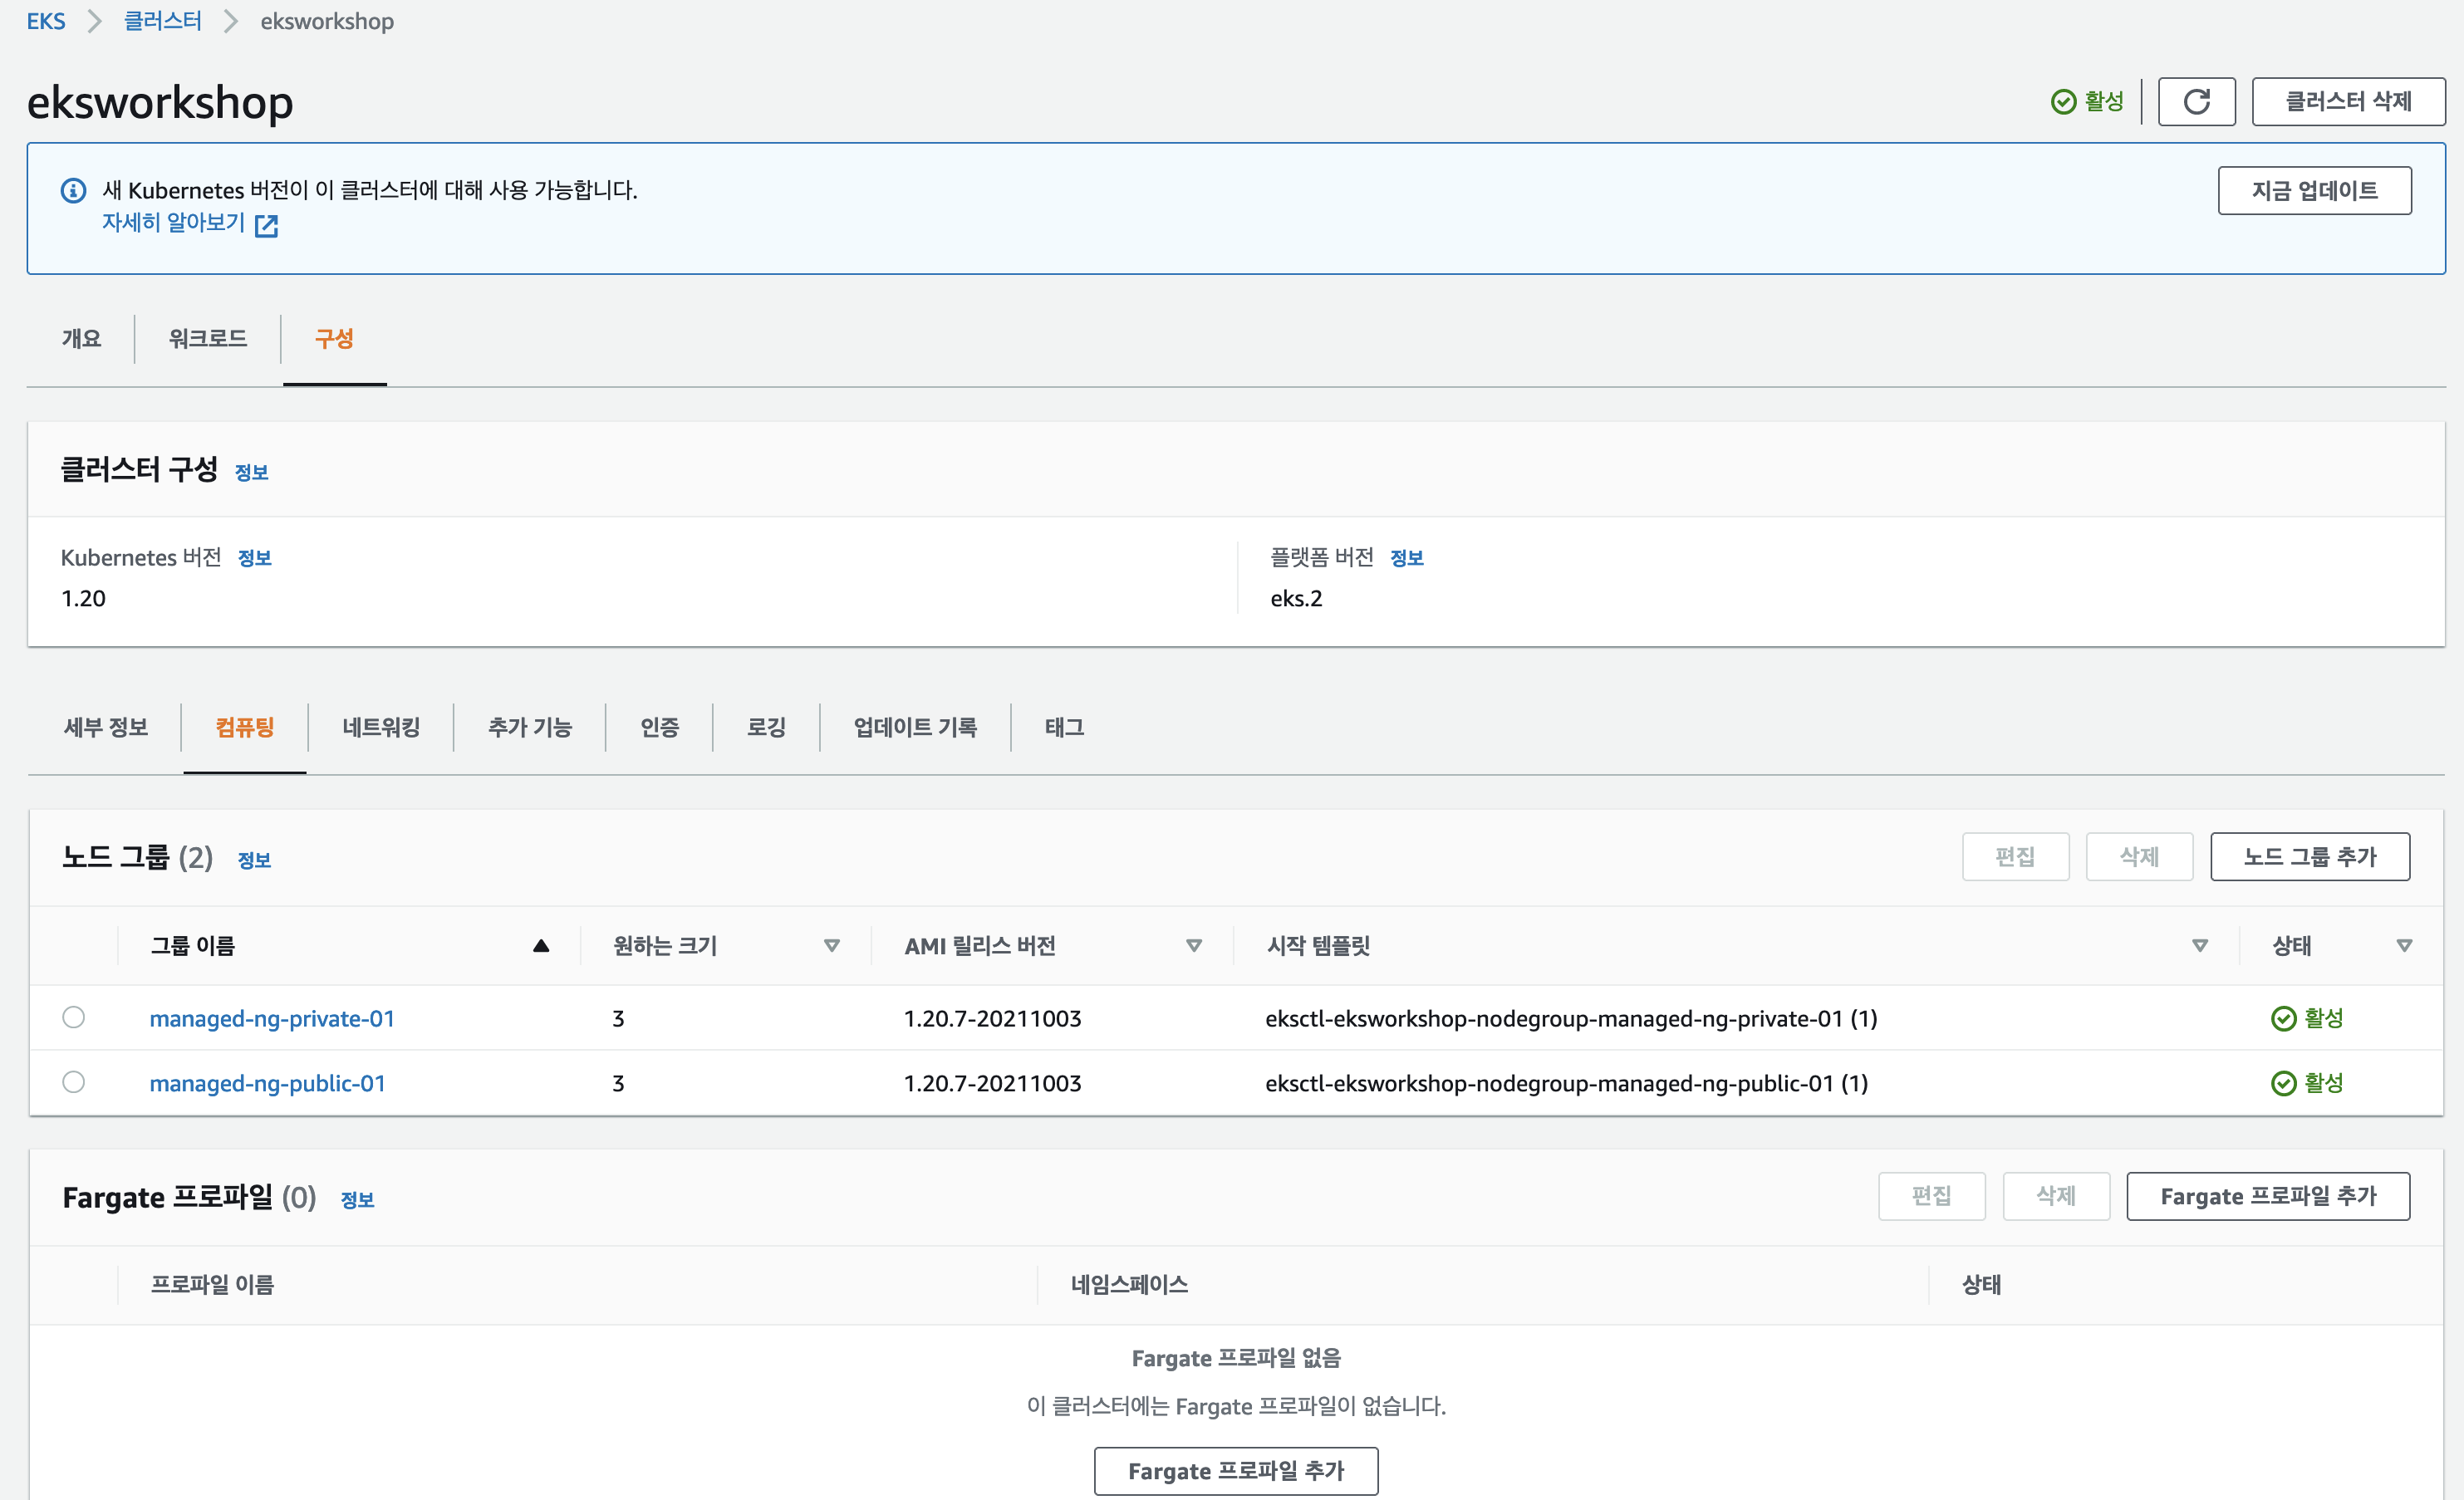 EKS 클러스터 eksworkshop
eksworkshop
활성
클러스터 삭제
새 Kubernetes 버전이 이 클러스터에 대해 사용 가능합니다.
지금 업데이트
자세히 알아보기
개요 워크로드 구성
클러스터 구성 정보
Kubernetes 버전 정보
1.20
플랫폼 버전 정보
eks.2
세부 정보 컴퓨팅 네트워킹 추가 기능 인증 로깅 업데이트 기록 태그
노드 그룹 (2) 정보
편집 삭제 노드 그룹 추가
그룹 이름 원하는 크기 AMI 릴리스 버전 시작 템플릿 상태
managed-ng-private-01 3 1.20.7-20211003 eksctl-eksworkshop-nodegroup-managed-ng-private-01 (1) 활성
managed-ng-public-01 3 1.20.7-20211003 eksctl-eksworkshop-nodegroup-managed-ng-public-01 (1) 활성
Fargate 프로파일 (0) 정보
편집 삭제 Fargate 프로파일 추가
프로파일 이름 네임스페이스 상태
Fargate 프로파일 없음
이 클러스터에는 Fargate 프로파일이 없습니다.
Fargate 프로파일 추가